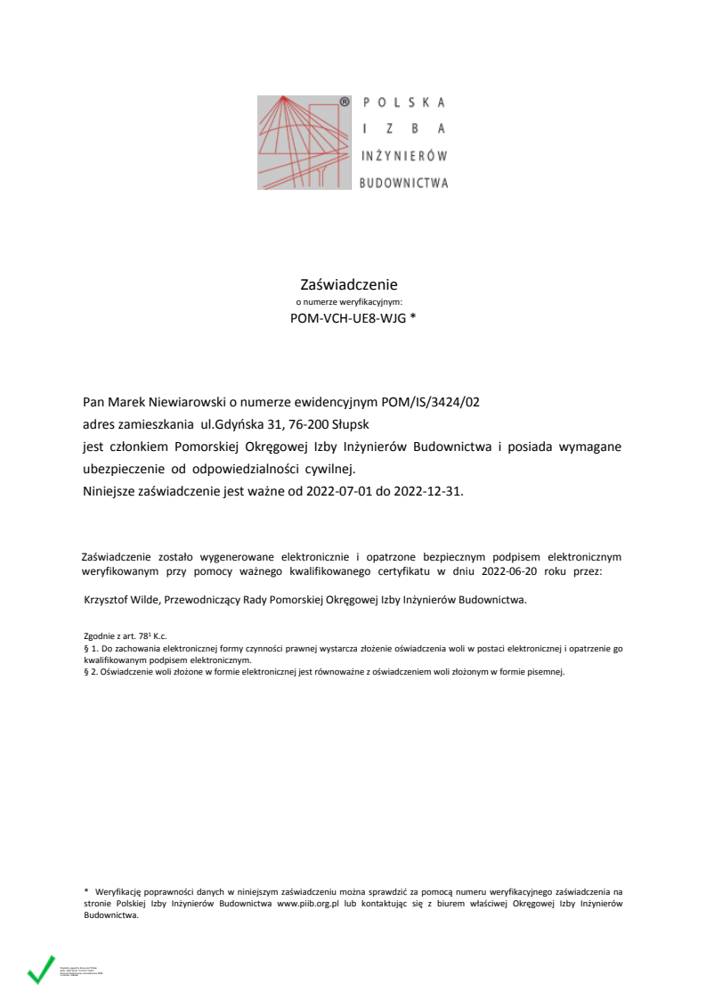 ®
POLSKA
IZBA
INŻYNIERÓW
BUDOWNICTWA
Zaświadczenie
o numerze weryfikacyjnym:
POM-VCH-UE8-WJG *
Pan Marek Niewiarowski o numerze ewidencyjnym POM/IS/3424/02
adres zamieszkania ul.Gdyńska 31, 76-200 Słupsk
jest członkiem Pomorskiej Okręgowej Izby Inżynierów Budownictwa i posiada wymagane
ubezpieczenie od odpowiedzialności cywilnej.
Niniejsze zaświadczenie jest ważne od 2022-07-01 do 2022-12-31.
Zaświadczenie zostało wygenerowane elektronicznie i opatrzone bezpiecznym podpisem elektronicznym
weryfikowanym przy pomocy ważnego kwalifikowanego certyfikatu w dniu 2022-06-20 roku przez:
Krzysztof Wilde, Przewodniczący Rady Pomorskiej Okręgowej Izby Inżynierów Budownictwa.
Zgodnie z art. 78¹ K.c.
§ 1. Do zachowania elektronicznej formy czynności prawnej wystarcza złożenie oświadczenia woli w postaci elektronicznej i opatrzenie go
kwalifikowanym podpisem elektronicznym.
§ 2. Oświadczenie woli złożone w formie elektronicznej jest równoważne z oświadczeniem woli złożonym w formie pisemnej.
* Weryfikację poprawności danych w niniejszym zaświadczeniu można sprawdzić za pomocą numeru weryfikacyjnego zaświadczenia na
stronie Polskiej Izby Inżynierów Budownictwa www.piib.org.pl lub kontaktując się z biurem właściwej Okręgowej Izby Inżynierów
Budownictwa.